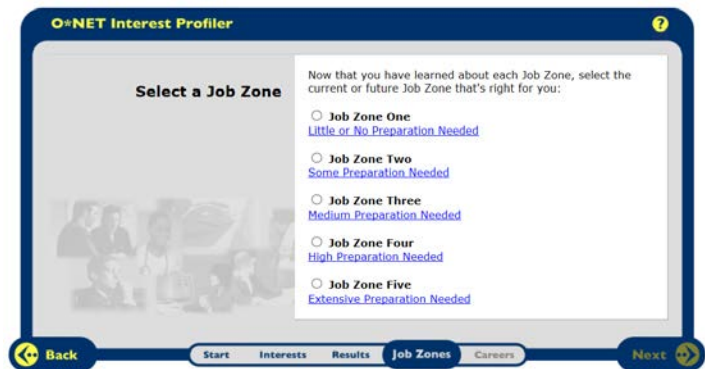 O*NET Interest Profiler
?
Select a Job Zone
Now that you have learned about each Job Zone, select the
current or future Job Zone that's right for you:
Job Zone One
Little or No Preparation Needed
Job Zone Two
Some Preparation Needed
Job Zone Three
Medium Preparation Needed
Job Zone Four
High Preparation Needed
Job Zone Five
Extensive Preparation Needed
Back
Start Interests Results Job Zones Careers
Next